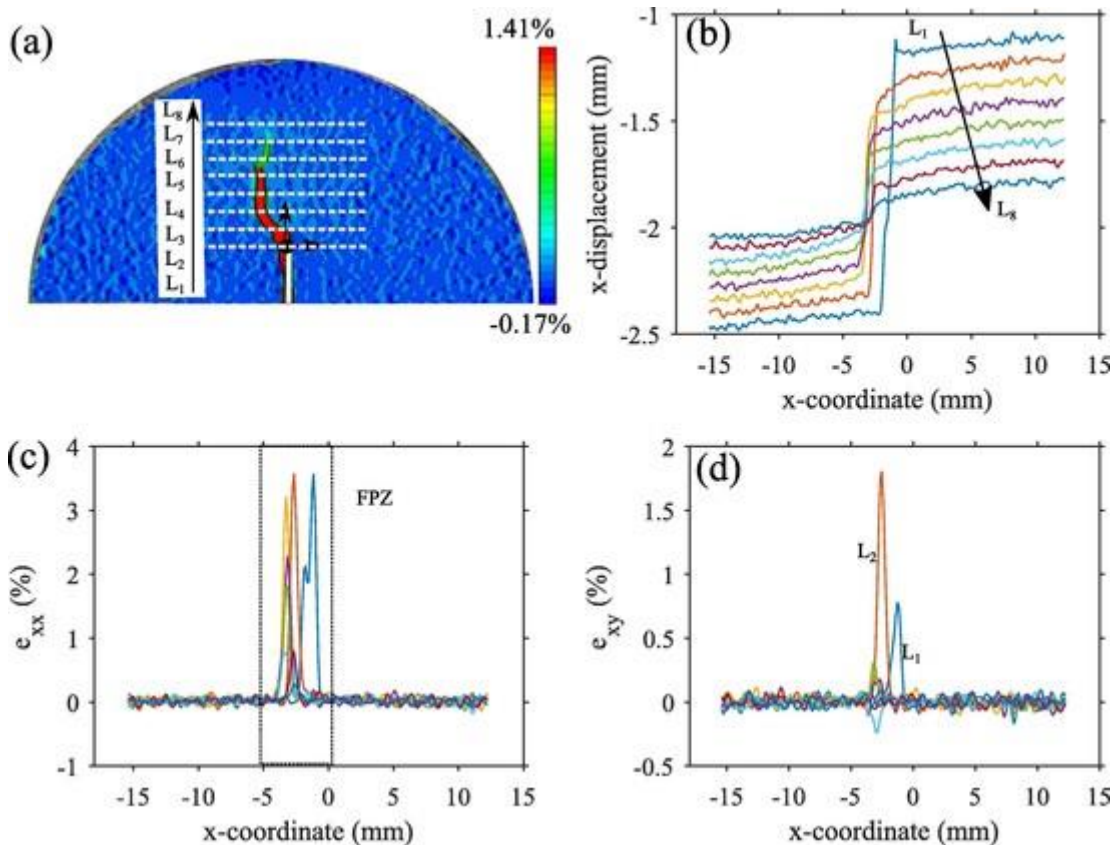 (a)
1.41%
-0.17%
L8
L7
L6
L5
L4
L3
L2
L1
(b)
x-displacement (mm)
-1
-1.5
-2
-2.5
L1
L8
-15 -10 -5 0 5 10 15
x-coordinate (mm)
(c)
e xx (%)
4
3
2
1
0
-1
FPZ
-15 -10 -5 0 5 10 15
x-coordinate (mm)
(d)
e xy (%)
2
1.5
1
0.5
0
-0.5
L2
L1
-15 -10 -5 0 5 10 15
x-coordinate (mm)